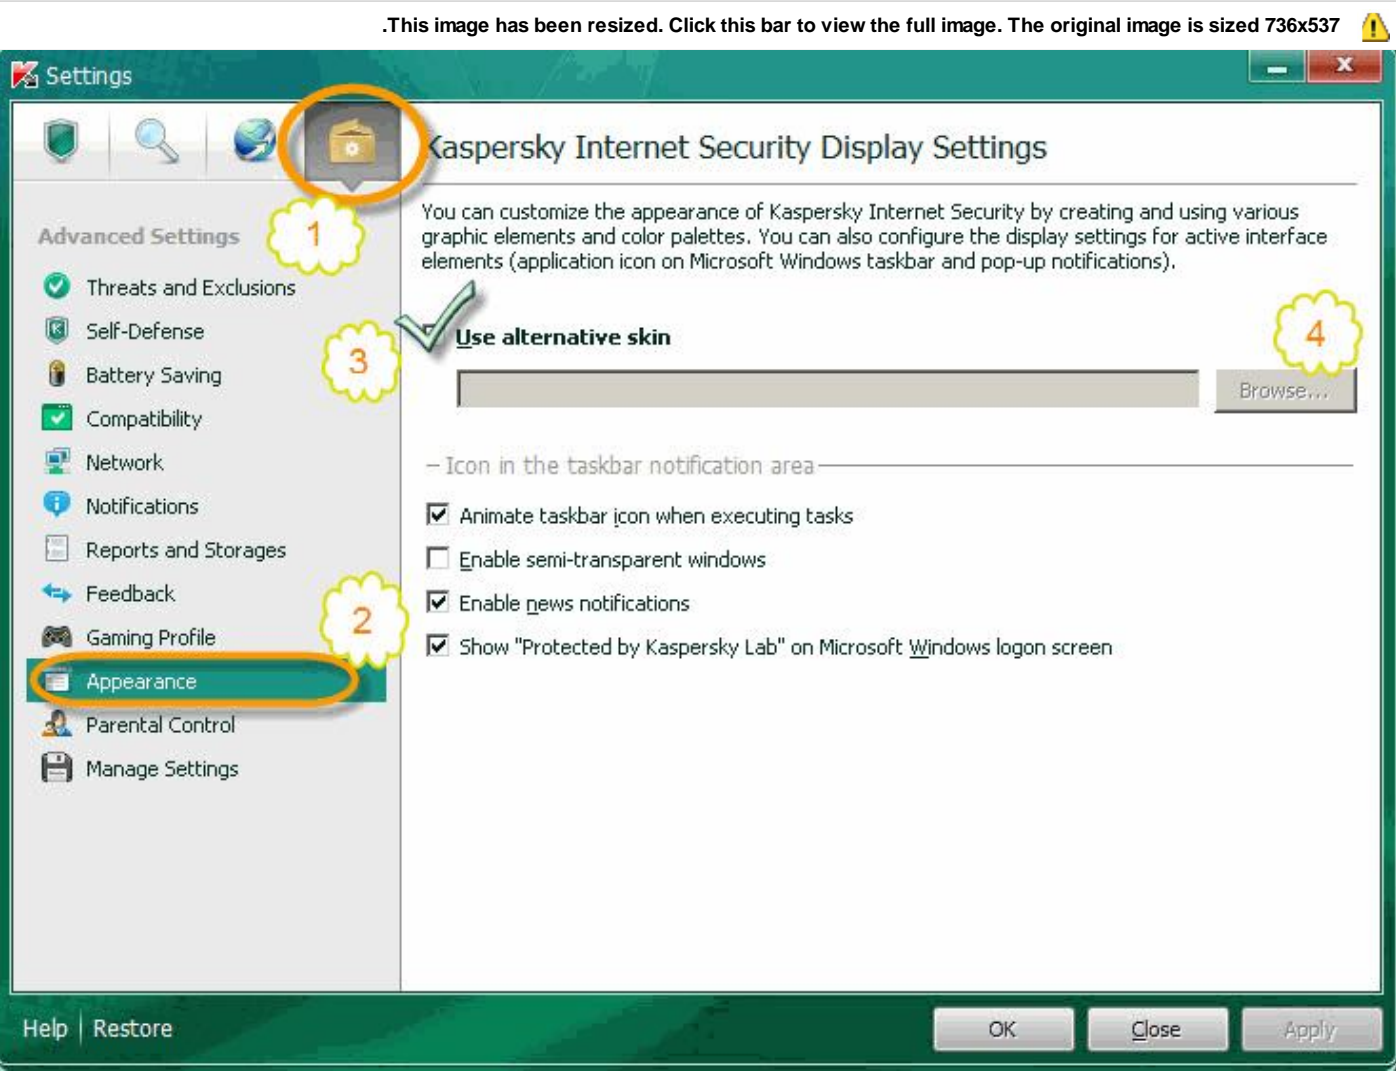 .This image has been resized. Click this bar to view the full image. The original image is sized 736x537
Settings
Kaspersky Internet Security Display Settings
You can customize the appearance of Kaspersky Internet Security by creating and using various
graphic elements and color palettes. You can also configure the display settings for active interface
elements (application icon on Microsoft Windows taskbar and pop-up notifications).
1
Advanced Settings
Threats and Exclusions
Self-Defense
Battery Saving
Compatibility
Network
Notifications
Reports and Storages
Feedback
Gaming Profile
2
Appearance
Parental Control
Manage Settings
3
Use alternative skin
4
Browse...
Icon in the taskbar notification area
Animate taskbar icon when executing tasks
Enable semi-transparent windows
Enable news notifications
Show "Protected by Kaspersky Lab" on Microsoft Windows logon screen
Help | Restore
OK
Close
Apply